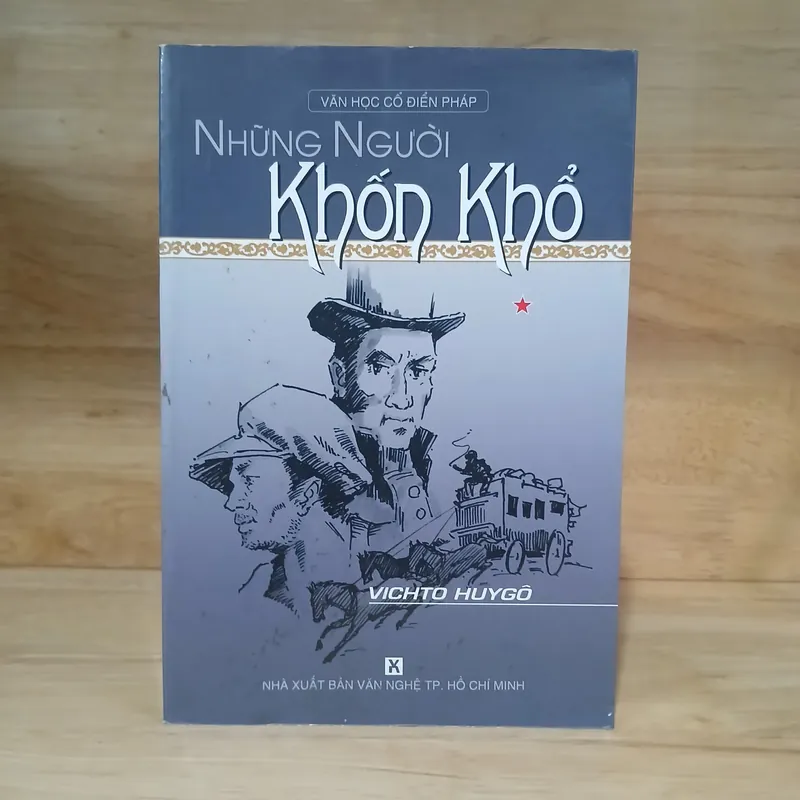 VĂN HỌC CỔ ĐIỂN PHÁP
NHỮNG NGƯỜI
Khốn Khổ
VICHTO HUYGÔ
X
NHÀ XUẤT BẢN VĂN NGHỆ TP. HỒ CHÍ MINH